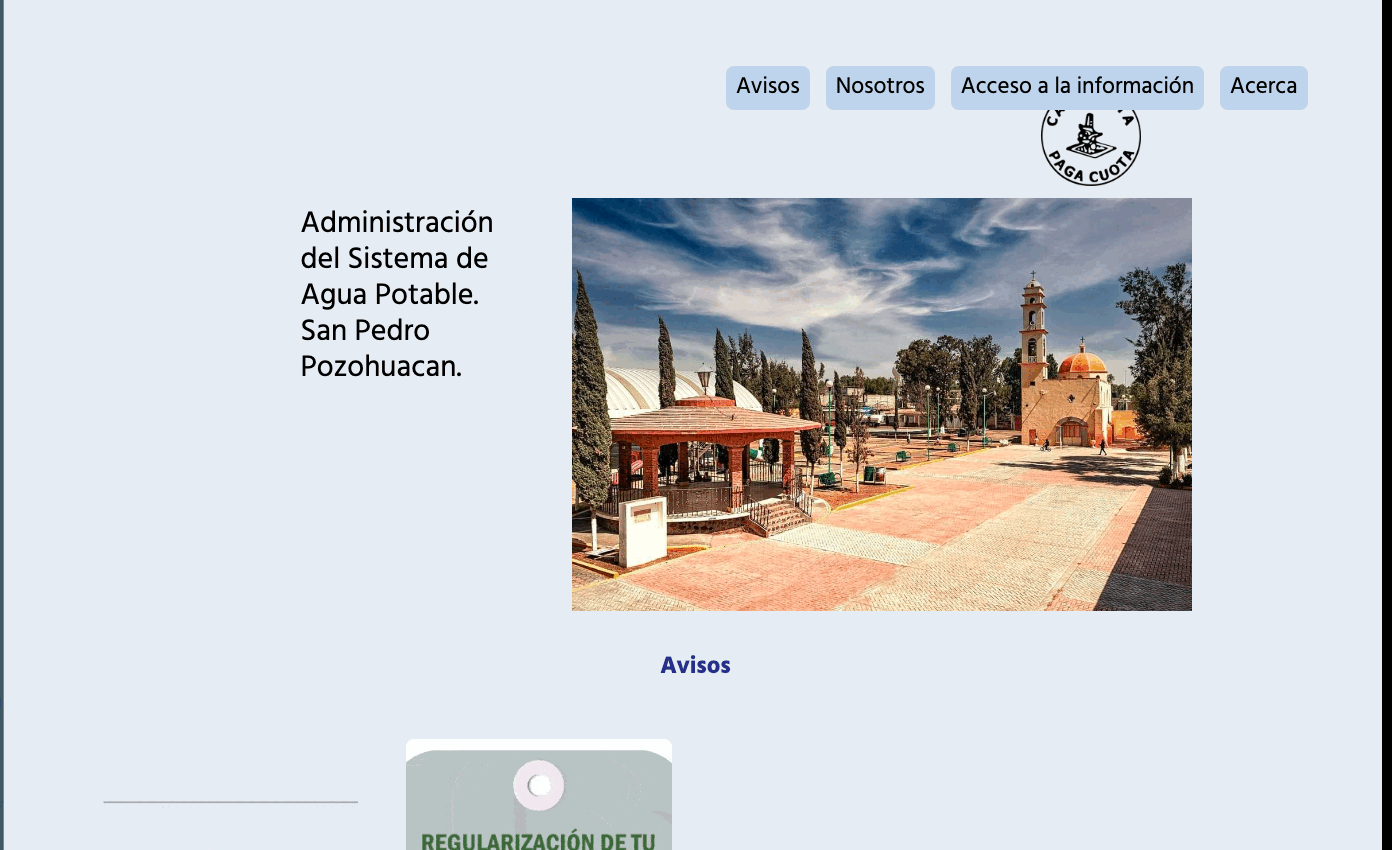 Avisos
Nosotros
Acceso a la información
Acerca
PAGA CUOTA
Administración
del Sistema de
Agua Potable.
San Pedro
Pozohuacan.
Avisos
REGULARIZACIÓN DE TU